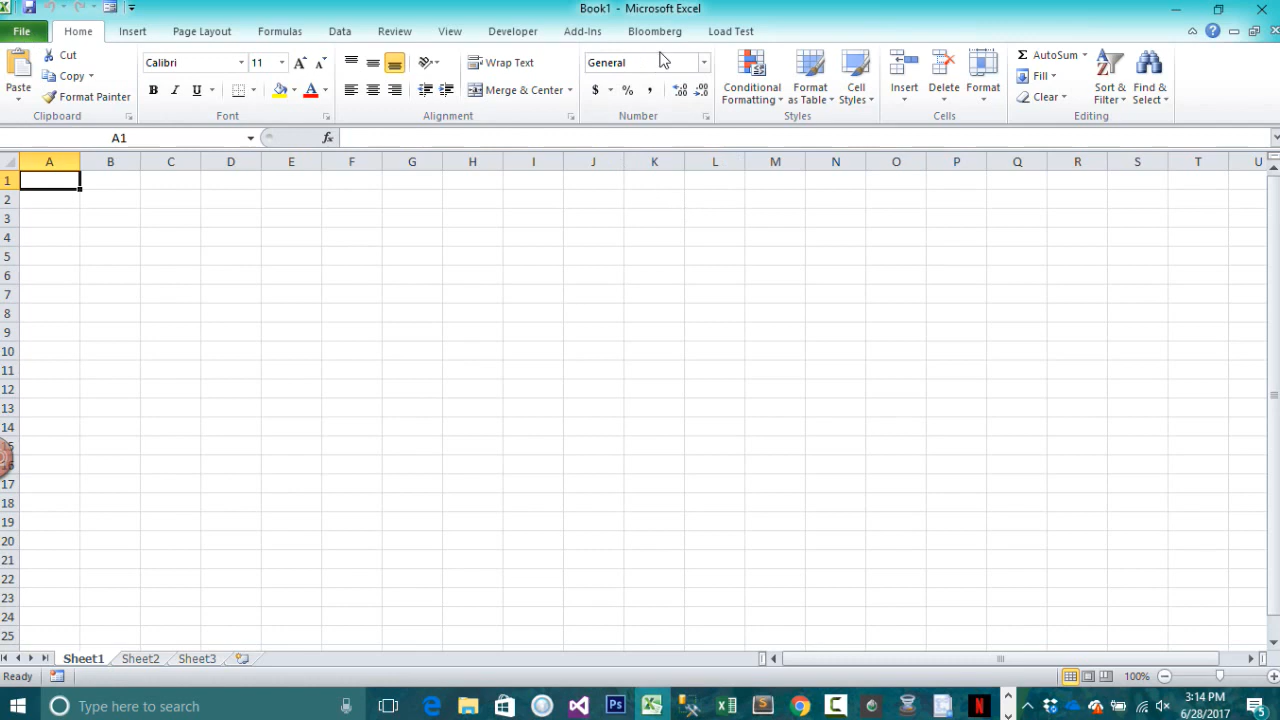 Book1 - Microsoft Excel
File Home Insert Page Layout Formulas Data Review View Developer Add-Ins Bloomberg Load Test
Paste
Cut
Copy
Format Painter
Clipboard
Calibri 11
B I U
Font
Wrap Text
Merge & Center
Alignment
General
$ % ,
Number
Conditional Formatting
Format as Table
Cell Styles
Styles
Insert Delete Format
Cells
AutoSum
Fill
Clear
Sort & Filter
Find & Select
Editing
A1 fx
A B C D E F G H I J K L M N O P Q R S T U
1
2
3
4
5
6
7
8
9
10
11
12
13
14
17
18
19
20
21
22
23
24
25
Sheet1 Sheet2 Sheet3
Ready 100%
Type here to search
3:14 PM
6/28/2017